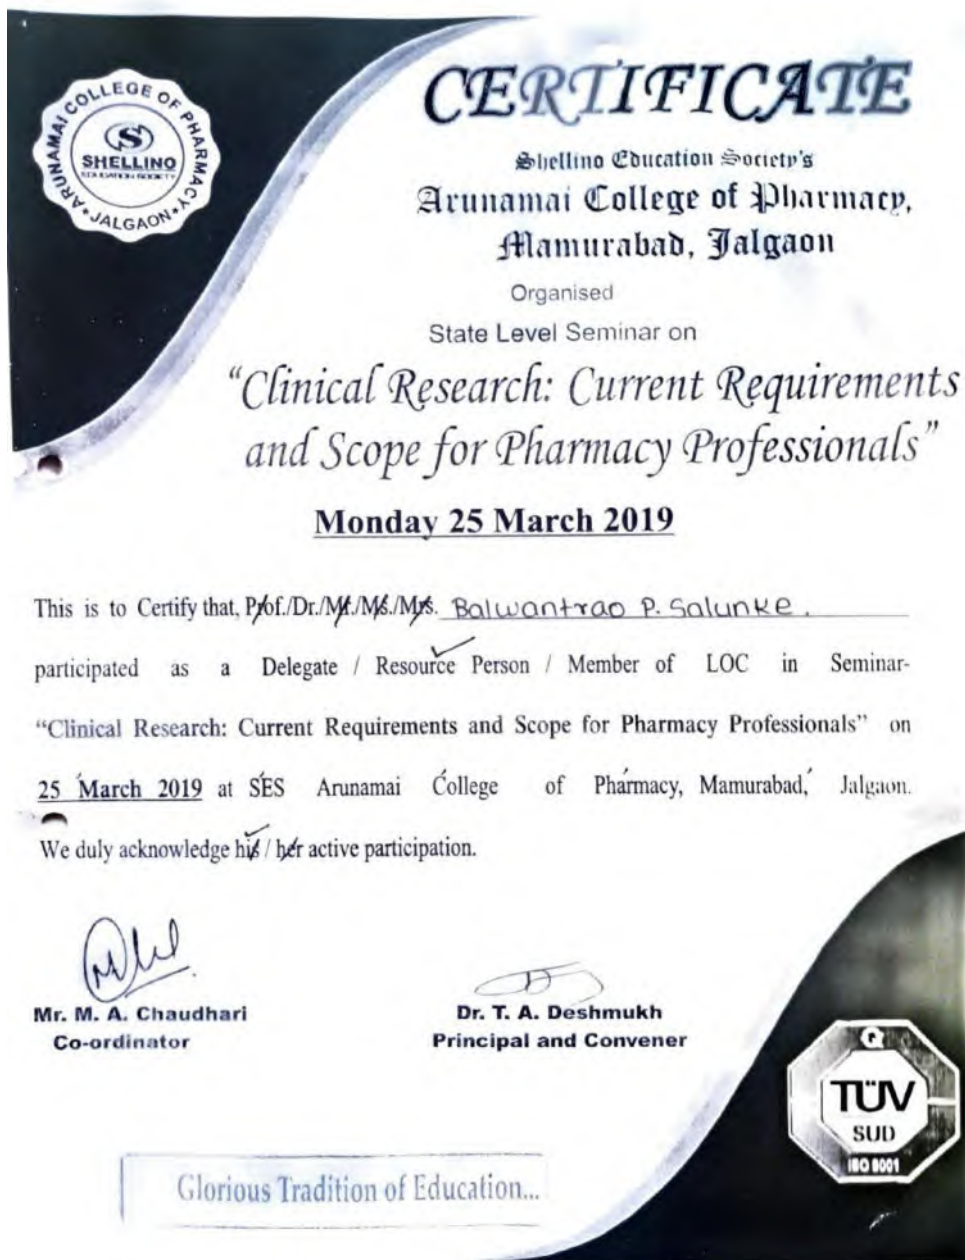 ARUNAMAI COLLEGE OF PHARMACY
JALGAON
S
SHELLINO
EDUCATION SOCIETY
CERTIFICATE
Shellino Education Society's
Arunamai College of Pharmacy,
Mamurabad, Jalgaon
Organised
State Level Seminar on
"Clinical Research: Current Requirements
and Scope for Pharmacy Professionals"
Monday 25 March 2019
This is to Certify that, Prof./Dr./Mr./Ms./Mrs. Balwantrao P. Salunke.
participated as a Delegate / Resource Person / Member of LOC in Seminar-
"Clinical Research: Current Requirements and Scope for Pharmacy Professionals" on
25 March 2019 at SES Arunamai College of Pharmacy, Mamurabad, Jalgaon.
We duly acknowledge his / her active participation.
Mr. M. A. Chaudhari
Co-ordinator
Dr. T. A. Deshmukh
Principal and Convener
Q
TÜV
SUD
ISO 9001
Glorious Tradition of Education...